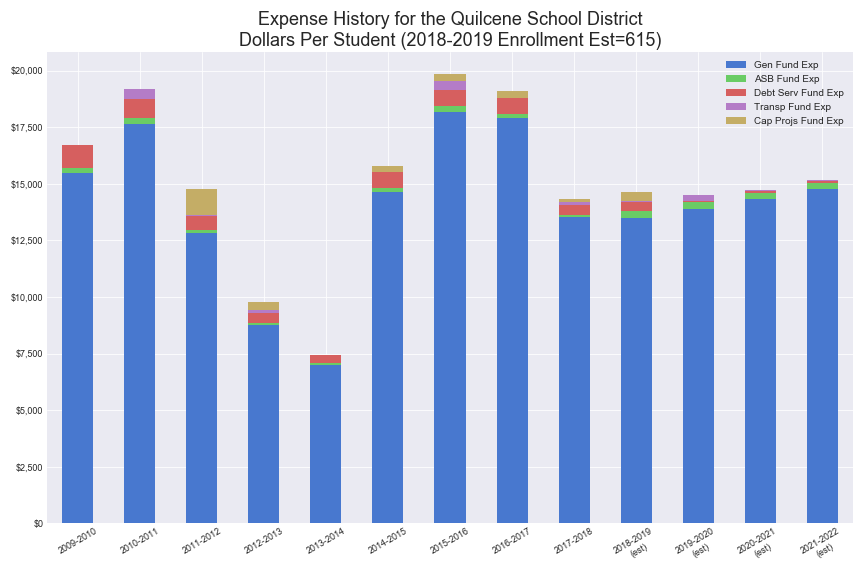 Expense History for the Quilcene School District
Dollars Per Student (2018-2019 Enrollment Est=615)
Gen Fund Exp
ASB Fund Exp
Debt Serv Fund Exp
Transp Fund Exp
Cap Projs Fund Exp
$20,000
$17,500
$15,000
$12,500
$10,000
$7,500
$5,000
$2,500
$0
2009-2010
2010-2011
2011-2012
2012-2013
2013-2014
2014-2015
2015-2016
2016-2017
2017-2018
2018-2019
(est)
2019-2020
(est)
2020-2021
(est)
2021-2022
(est)